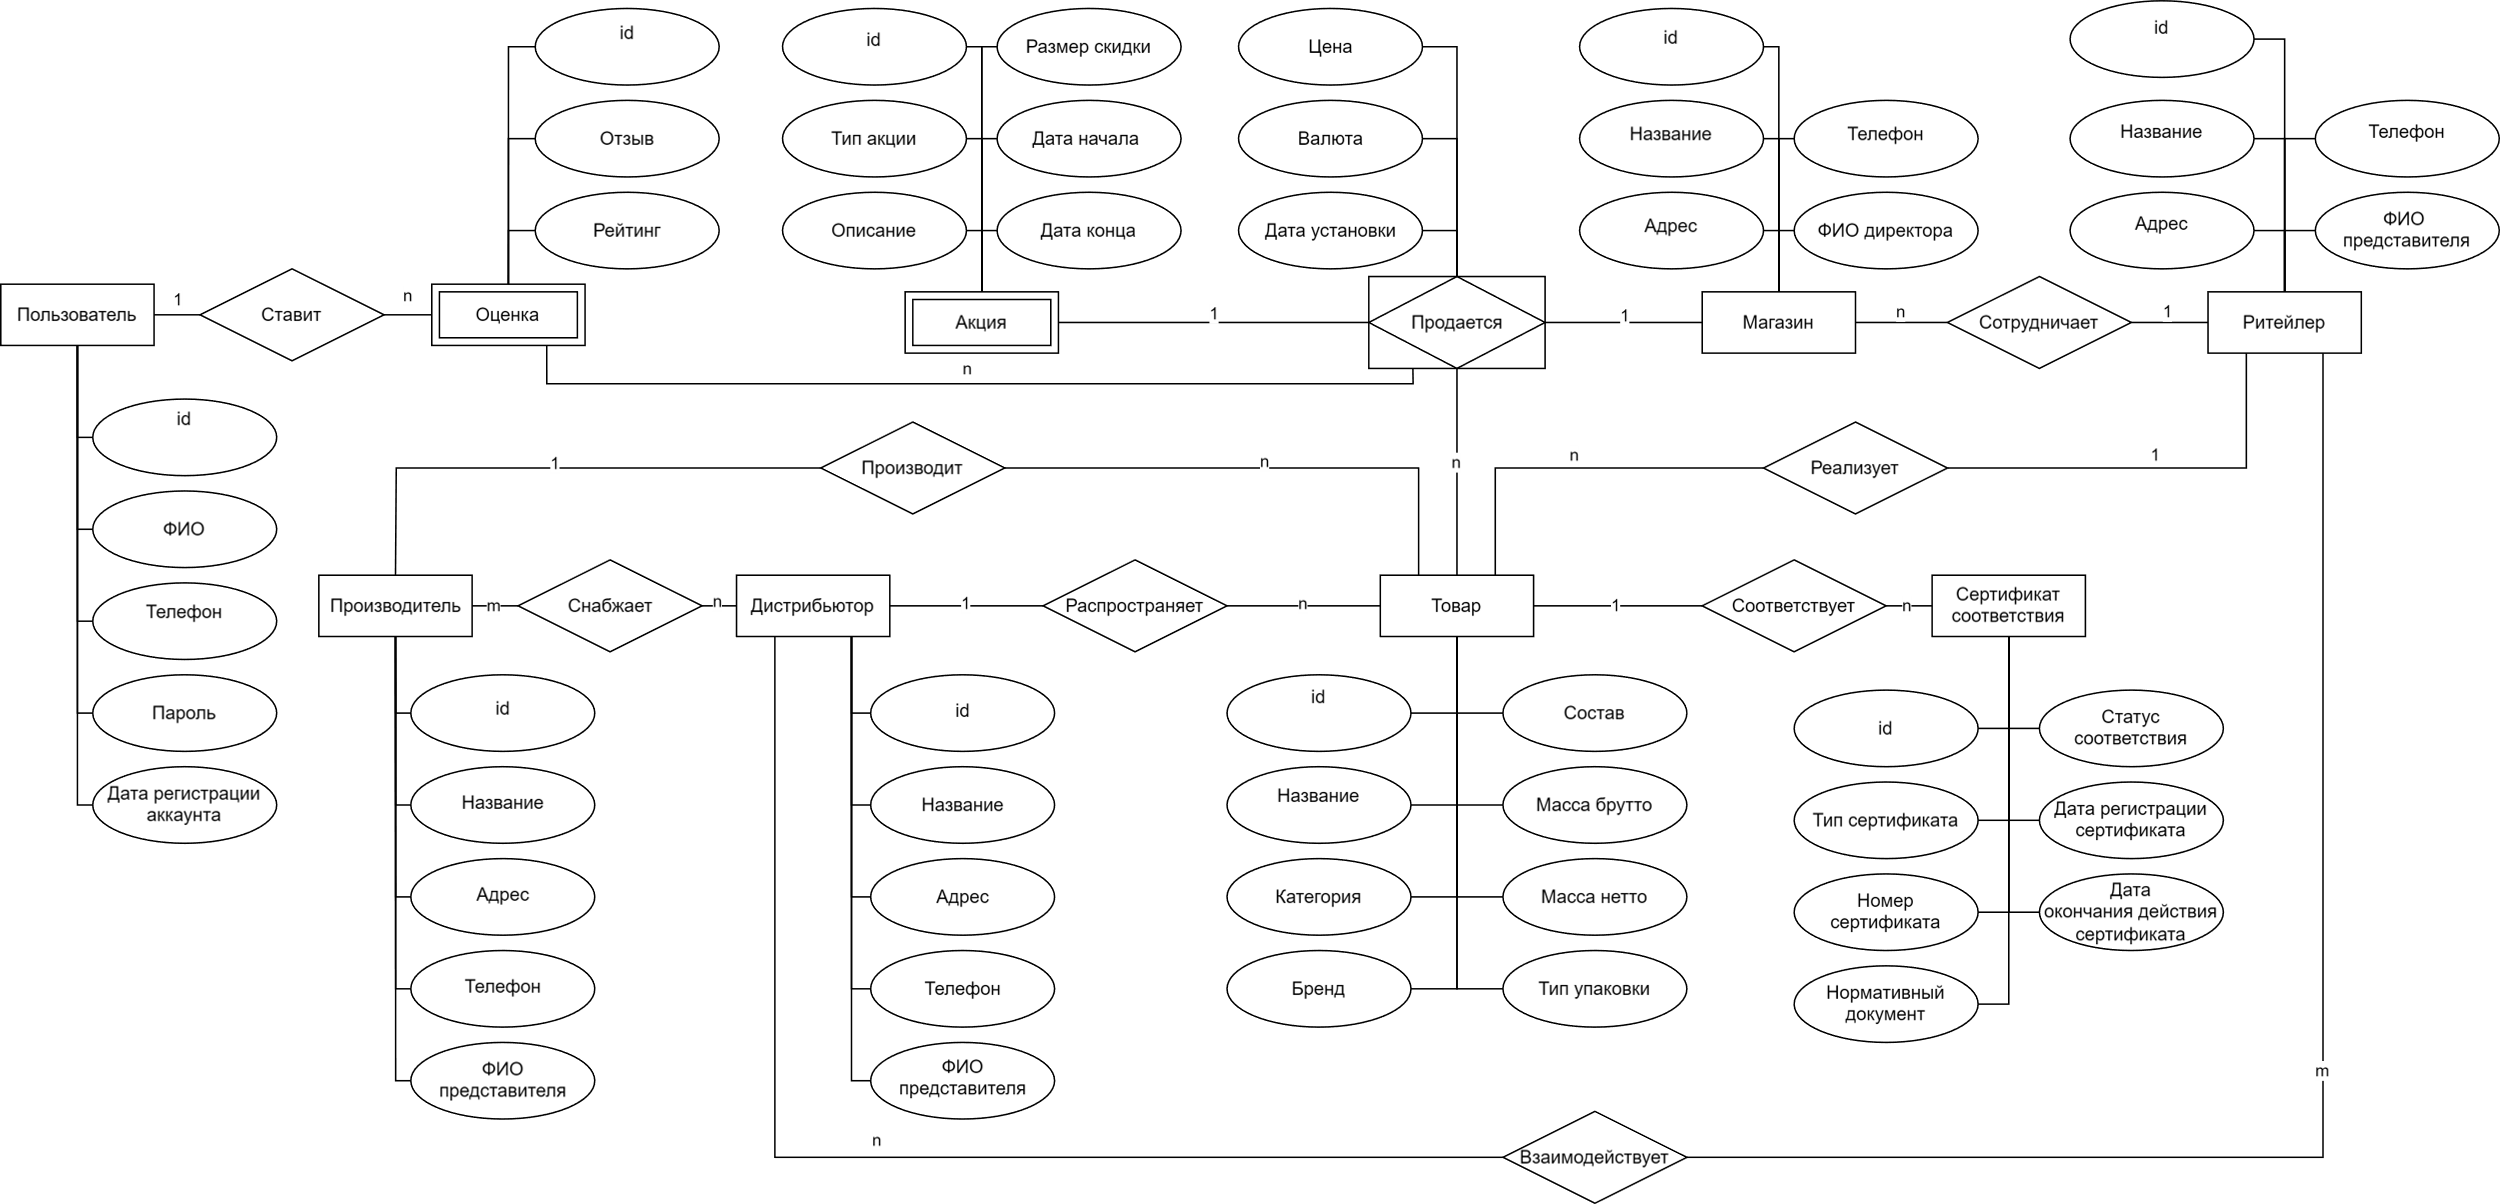 id
id
Размер скидки
Цена
id
id
Отзыв
Тип акции
Дата начала
Валюта
Название
Телефон
Название
Телефон
Рейтинг
Описание
Дата конца
Дата установки
Адрес
ФИО директора
Адрес
ФИО
представителя
Пользователь
1
Ставит
n
Оценка
Акция
1
Продается
1
Магазин
n
Сотрудничает
1
Ритейлер
n
id
ФИО
Телефон
Пароль
Дата регистрации
аккаунта
1
Производит
n
n
n
Реализует
1
Производитель
m
Снабжает
n
Дистрибьютор
1
Распространяет
n
Товар
1
Соответствует
n
Сертификат
соответствия
id
Название
Адрес
Телефон
ФИО
представителя
id
Название
Адрес
Телефон
ФИО
представителя
id
Состав
Название
Масса брутто
Категория
Масса нетто
Бренд
Тип упаковки
id
Статус
соответствия
Тип сертификата
Дата регистрации
сертификата
Номер
сертификата
Дата
окончания действия
сертификата
Нормативный
документ
m
n
Взаимодействует